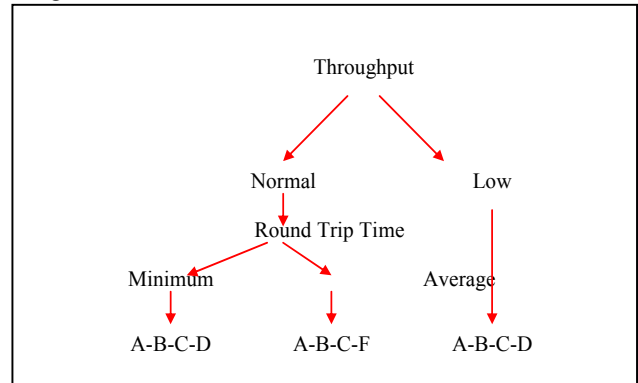 Throughput
Normal Low
Round Trip Time
Minimum Average
A-B-C-D A-B-C-F A-B-C-D